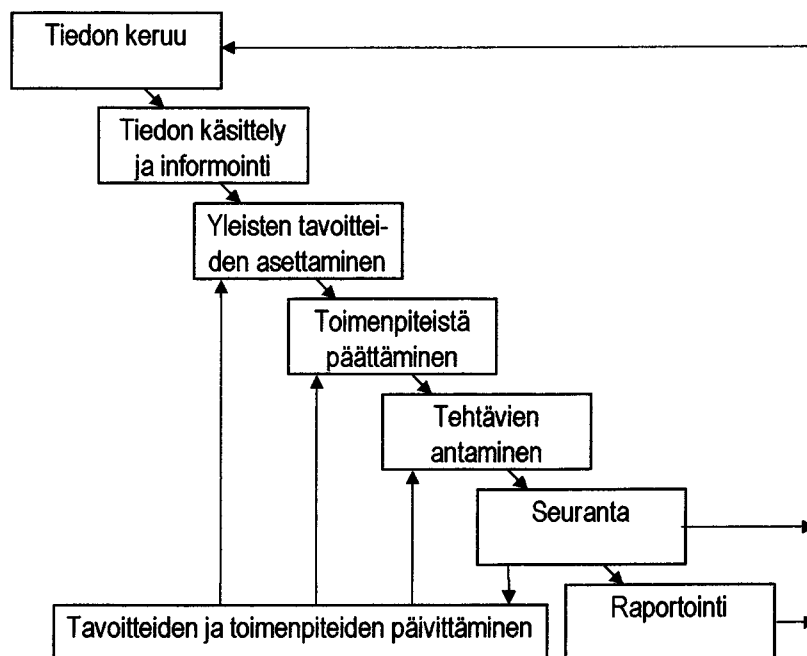 Tiedon keruu
Tiedon käsittely
ja informointi
Yleisten tavoittei-
den asettaminen
Toimenpiteistä
päättäminen
Tehtävien
antaminen
Seuranta
Raportointi
Tavoitteiden ja toimenpiteiden päivittäminen